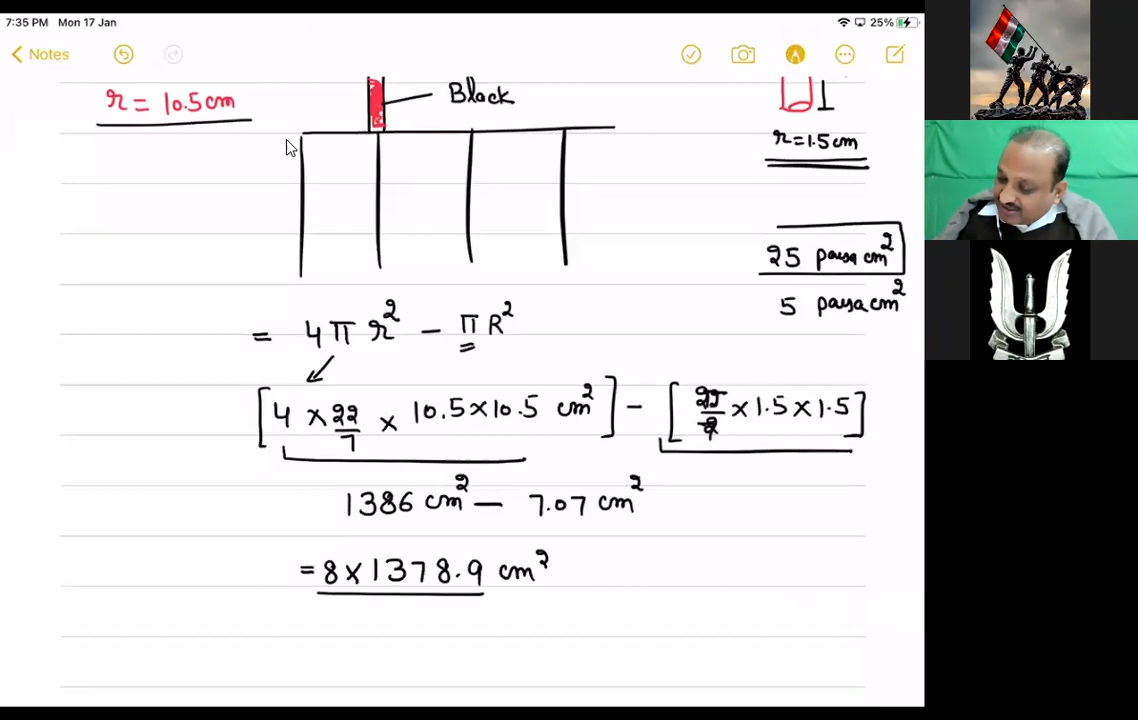 7:35 PM Mon 17 Jan
25%
Notes
r = 10.5cm
Black
r=1.5cm
25 paysa cm²
5 paysa cm²
= 4π r² − πR²
[4 × 22/7 × 10.5×10.5 cm²] − [22/7 ×1.5×1.5]
1386 cm² − 7.07 cm²
= 8×1378.9 cm²